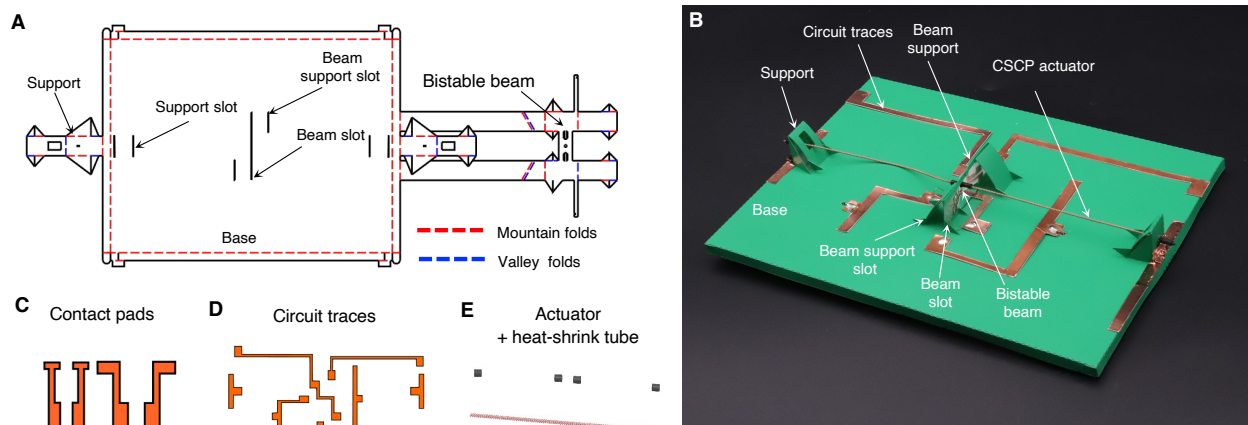 A
Support
Support slot
Beam
support slot
Beam slot
Bistable beam
Base
Mountain folds
Valley folds
B
Circuit traces
Beam
support
CSCP actuator
Support
Base
Beam support
slot
Beam
slot
Bistable
beam
C
Contact pads
D
Circuit traces
E
Actuator
+ heat-shrink tube